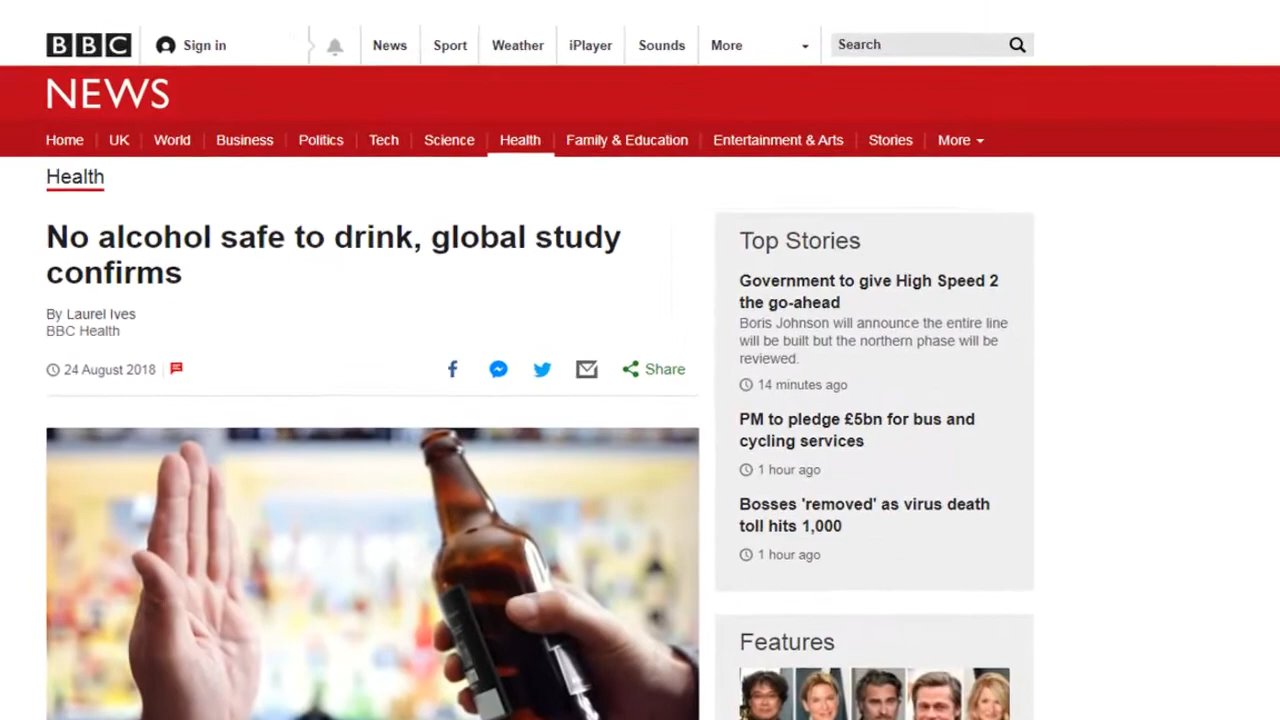 BBC Sign in News Sport Weather iPlayer Sounds More Search
NEWS
Home UK World Business Politics Tech Science Health Family & Education Entertainment & Arts Stories More
Health
No alcohol safe to drink, global study
confirms
By Laurel Ives
BBC Health
24 August 2018
Share
Top Stories
Government to give High Speed 2
the go-ahead
Boris Johnson will announce the entire line
will be built but the northern phase will be
reviewed.
14 minutes ago
PM to pledge £5bn for bus and
cycling services
1 hour ago
Bosses 'removed' as virus death
toll hits 1,000
1 hour ago
Features